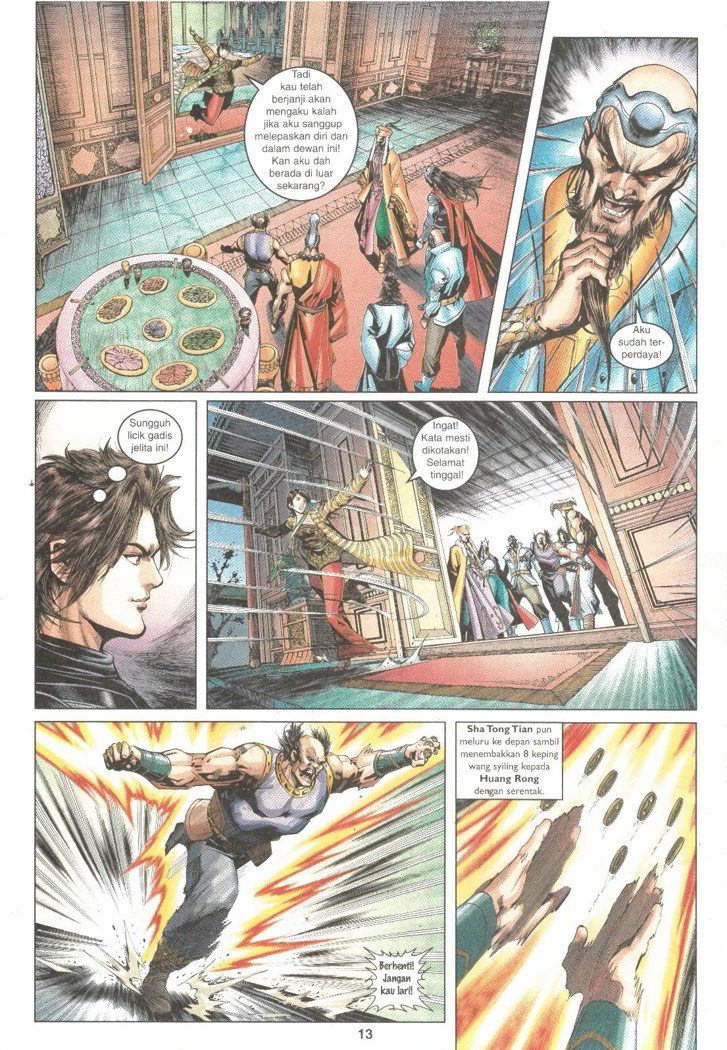 Tadi
kau telah
berjanji akan
mengaku kalah
jika aku sanggup
melepaskan diri dari
dalam dewan ini!
Kan aku dah
berada di luar
sekarang?
Aku
sudah ter-
perdaya!
Sungguh
licik gadis
jelita ini!
Ingat!
Kata mesti
dikotakan!
Selamat
tinggal!
Berhenti!
Jangan
kau lari!
Sha Tong Tian pun
meluru ke depan sambil
menembakkan 8 keping
wang syiling kepada
Huang Rong
dengan serentak.
13